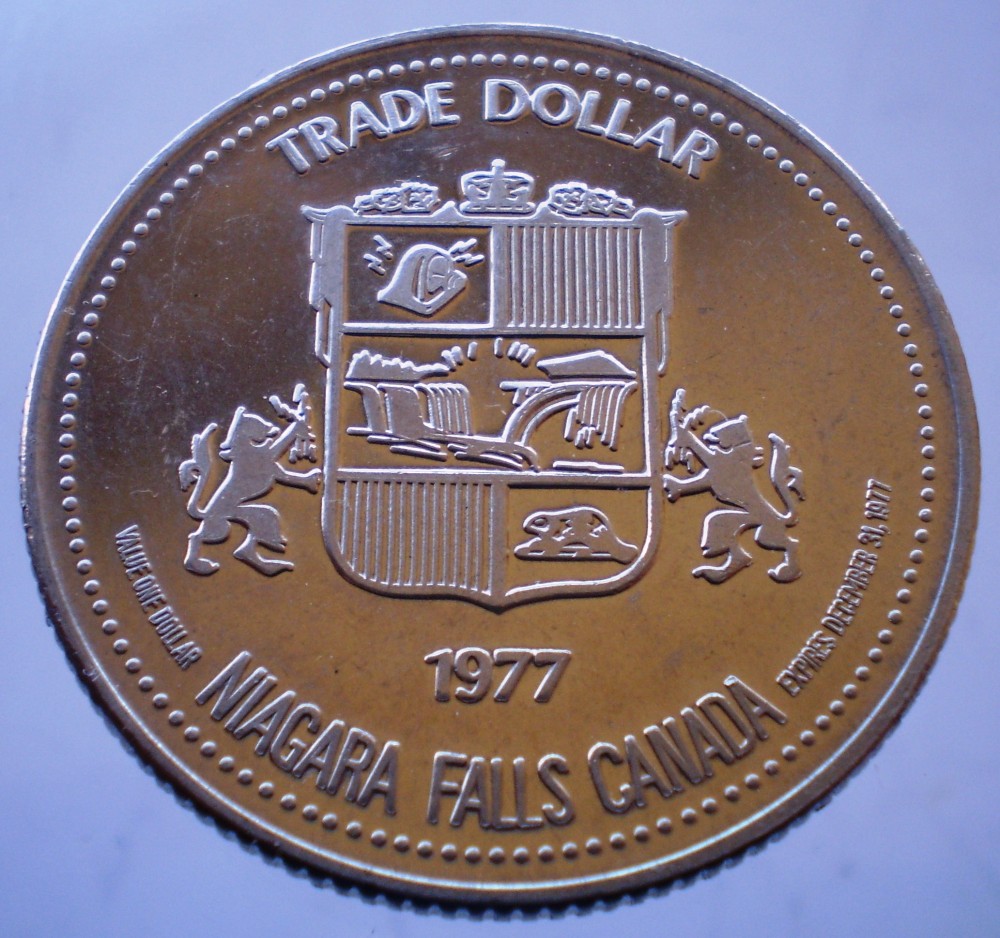 TRADE DOLLAR
VALUE ONE DOLLAR
EXPIRES DECEMBER 31, 1977
1977
NIAGARA FALLS CANADA